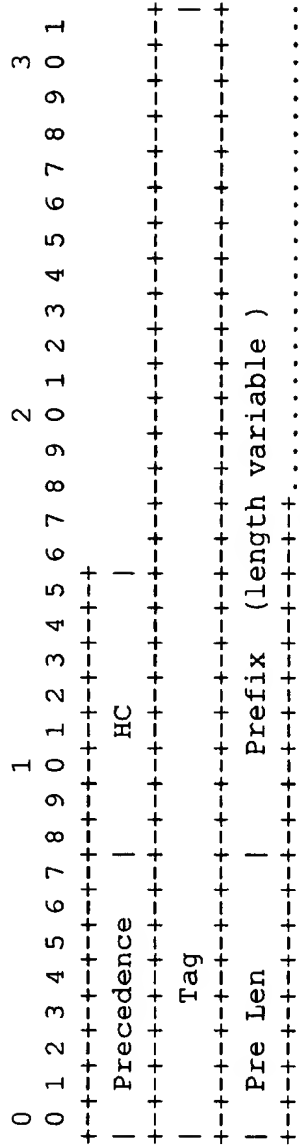 0                   1                   2                   3
0 1 2 3 4 5 6 7 8 9 0 1 2 3 4 5 6 7 8 9 0 1 2 3 4 5 6 7 8 9 0 1
+--+--+--+--+--+--+--+--+--+--+--+--+--+--+--+--+
| Precedence | HC |
+--+--+--+--+--+--+--+--+--+--+--+--+--+--+--+--+--+--+--+--+--+--+--+--+--+--+--+--+--+--+--+--+
| Tag |
+--+--+--+--+--+--+--+--+--+--+--+--+--+--+--+--+--+--+--+--+--+--+--+--+--+--+--+--+--+--+--+--+
| Pre Len | Prefix (length variable )
+--+--+--+--+--+--+--+--+--+--+--+--+--+--+--+--+--+--+..........................